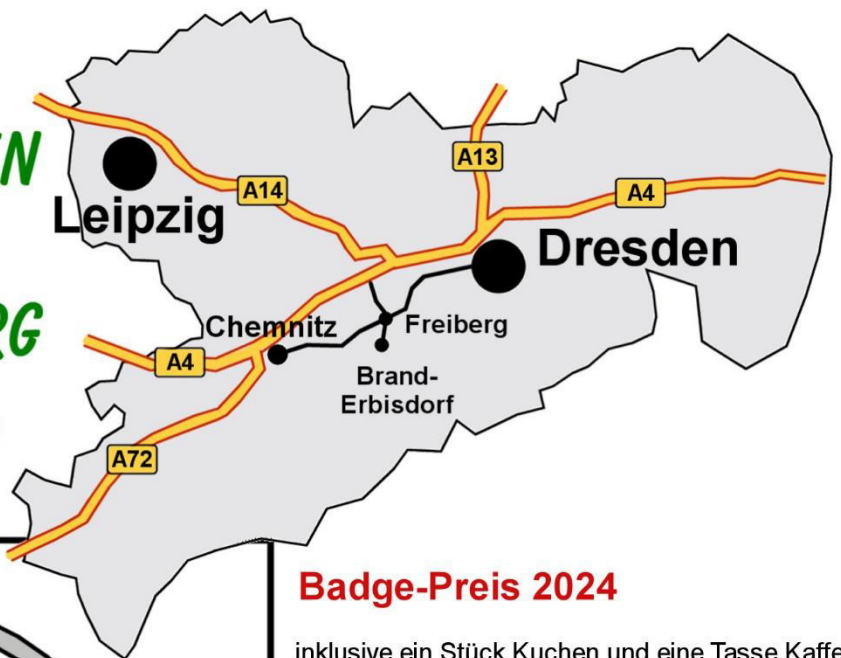 A13
A14
A4
Leipzig
Dresden
Chemnitz
Freiberg
A4
Brand-
Erbisdorf
A72
Badge-Preis 2024
inklusive ein Stück Kuchen und eine Tasse